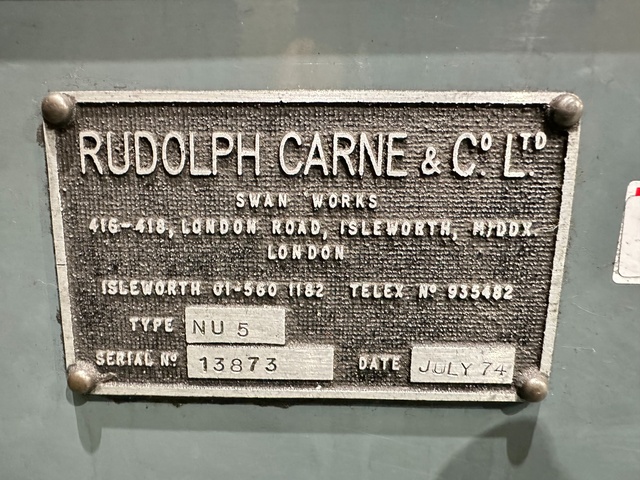 RUDOLPH CARNE & Cº LTD
SWAN WORKS
416-418, LONDON ROAD, ISLEWORTH, MIDDX.
LONDON
ISLEWORTH 01-560 1182 TELEX Nº 935482
TYPE NU 5
SERIAL Nº 13873 DATE JULY 74